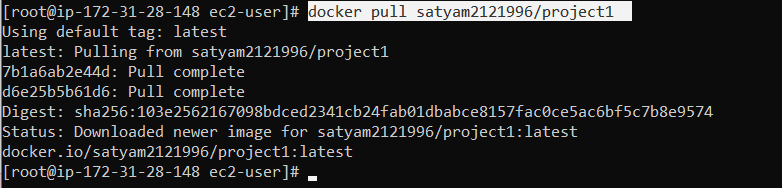 [root@ip-172-31-28-148 ec2-user]# docker pull satyam2121996/project1
Using default tag: latest
latest: Pulling from satyam2121996/project1
7b1a6ab2e44d: Pull complete
d6e25b5b61d6: Pull complete
Digest: sha256:103e2562167098bdced2341cb24fab01dbabce8157fac0ce5ac6bf5c7b8e9574
Status: Downloaded newer image for satyam2121996/project1:latest
docker.io/satyam2121996/project1:latest
[root@ip-172-31-28-148 ec2-user]#